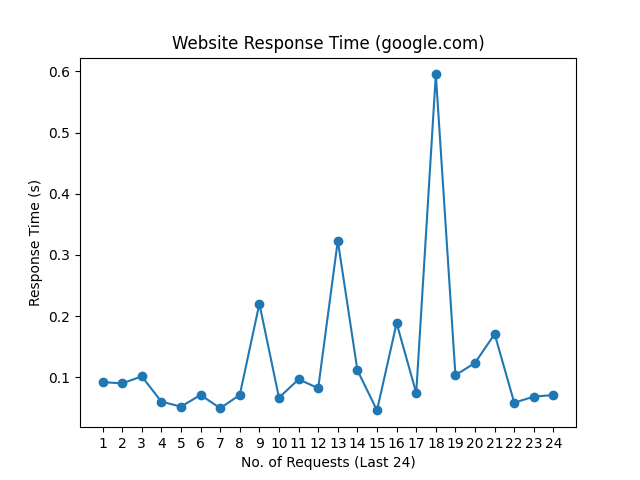 Website Response Time (google.com)
0.6
0.5
0.4
0.3
0.2
0.1
Response Time (s)
1 2 3 4 5 6 7 8 9 10 11 12 13 14 15 16 17 18 19 20 21 22 23 24
No. of Requests (Last 24)